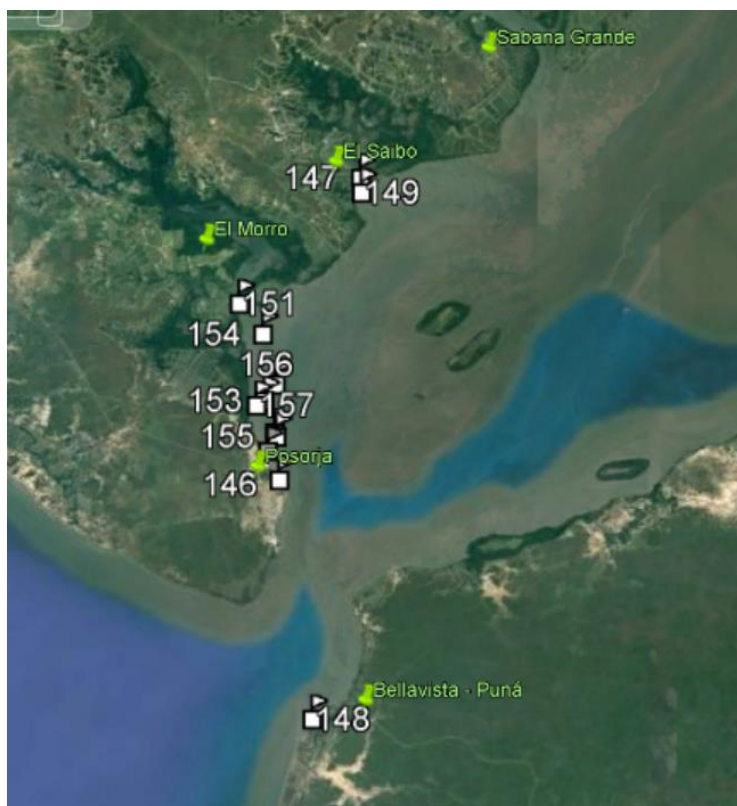 Sabana Grande
El Saibo
147
149
El Morro
151
154
156
153
157
155
Posorja
146
Bellavista - Puná
148